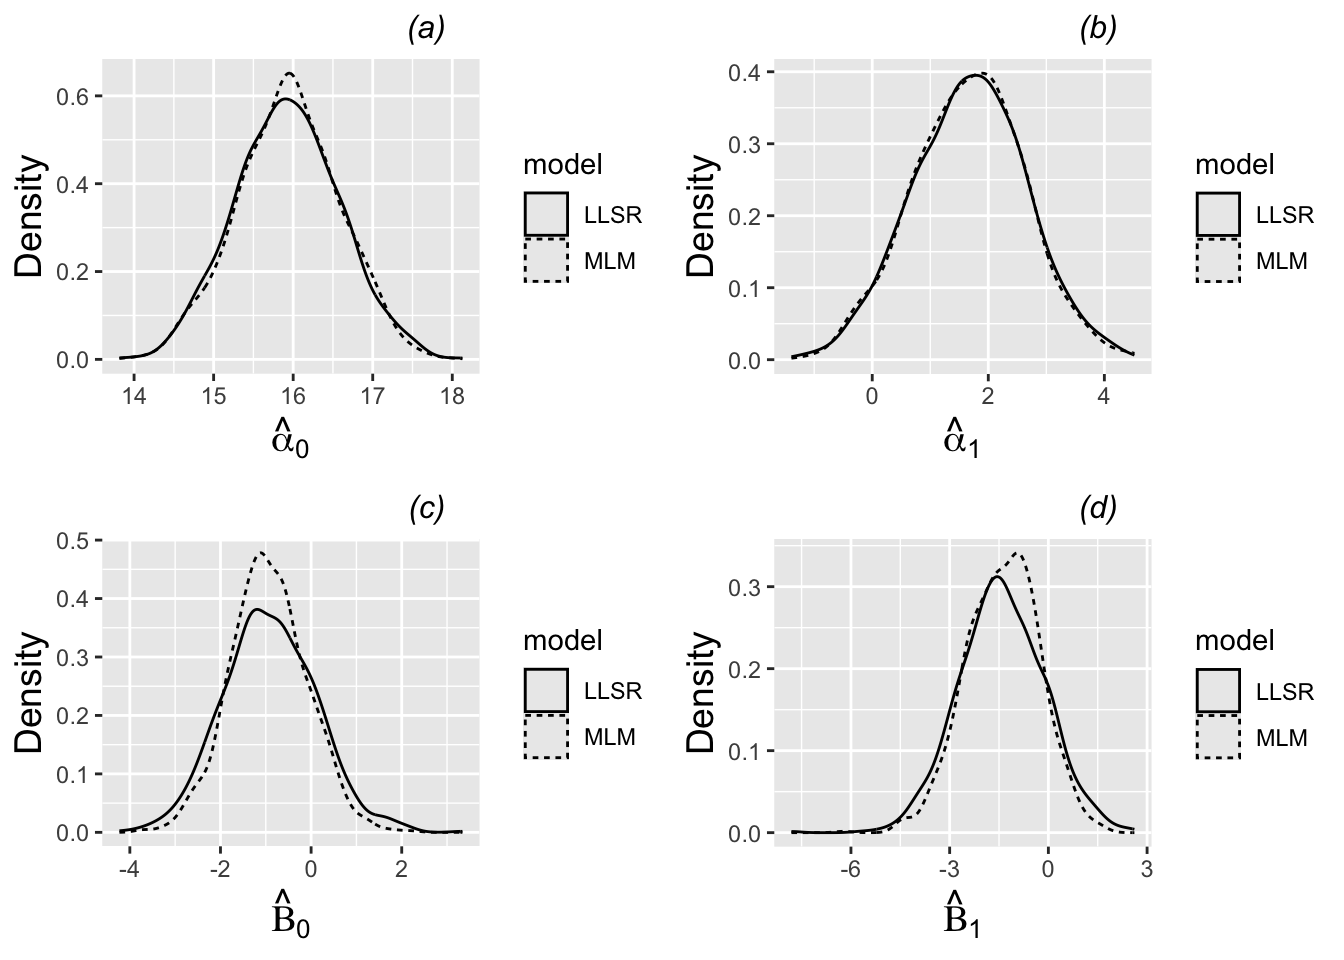 (a)
Density
0.6
0.4
0.2
0.0
14 15 16 17 18
α̂0
model
LLSR
MLM
(b)
Density
0.4
0.3
0.2
0.1
0.0
0 2 4
α̂1
model
LLSR
MLM
(c)
Density
0.5
0.4
0.3
0.2
0.1
0.0
-4 -2 0 2
B̂0
model
LLSR
MLM
(d)
Density
0.3
0.2
0.1
0.0
-6 -3 0 3
B̂1
model
LLSR
MLM